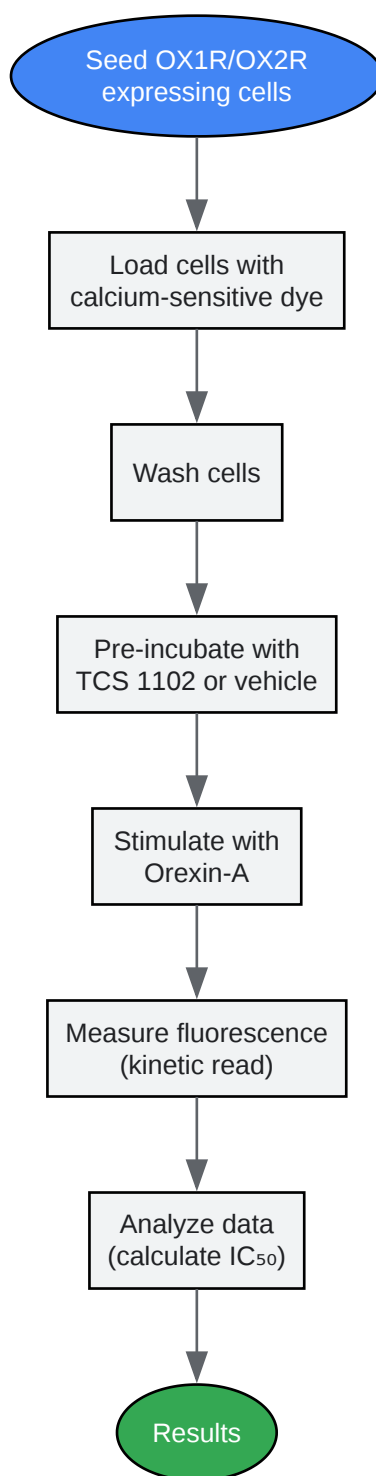 Seed OX1R/OX2R
expressing cells
Load cells with
calcium-sensitive dye
Wash cells
Pre-incubate with
TCS 1102 or vehicle
Stimulate with
Orexin-A
Measure fluorescence
(kinetic read)
Analyze data
(calculate IC₅₀)
Results